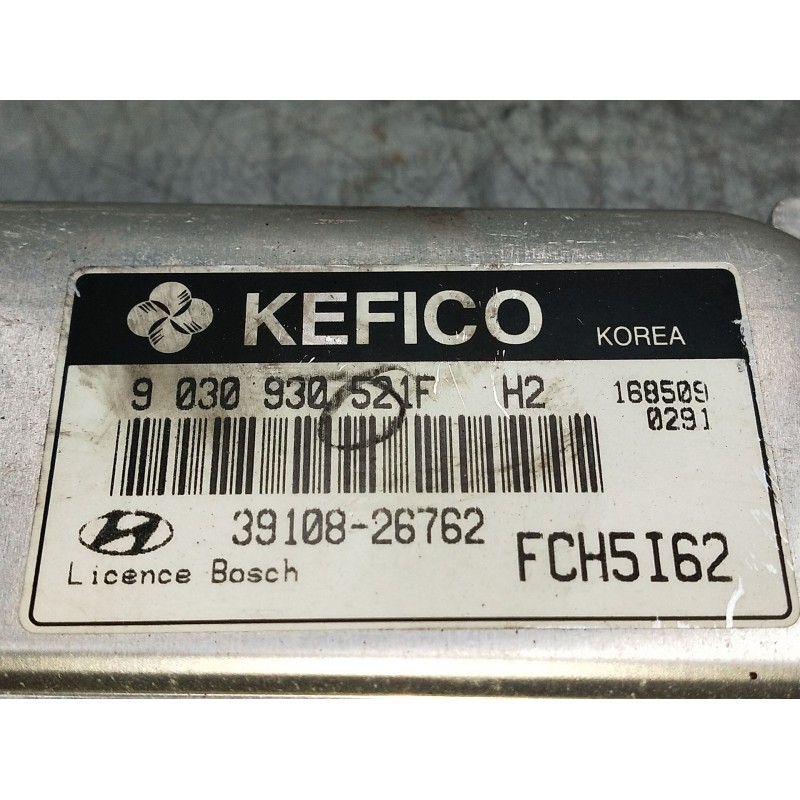 KEFICO KOREA
9 030 930 521F H2 168509
0291
39108-26762 FCH5I62
Licence Bosch